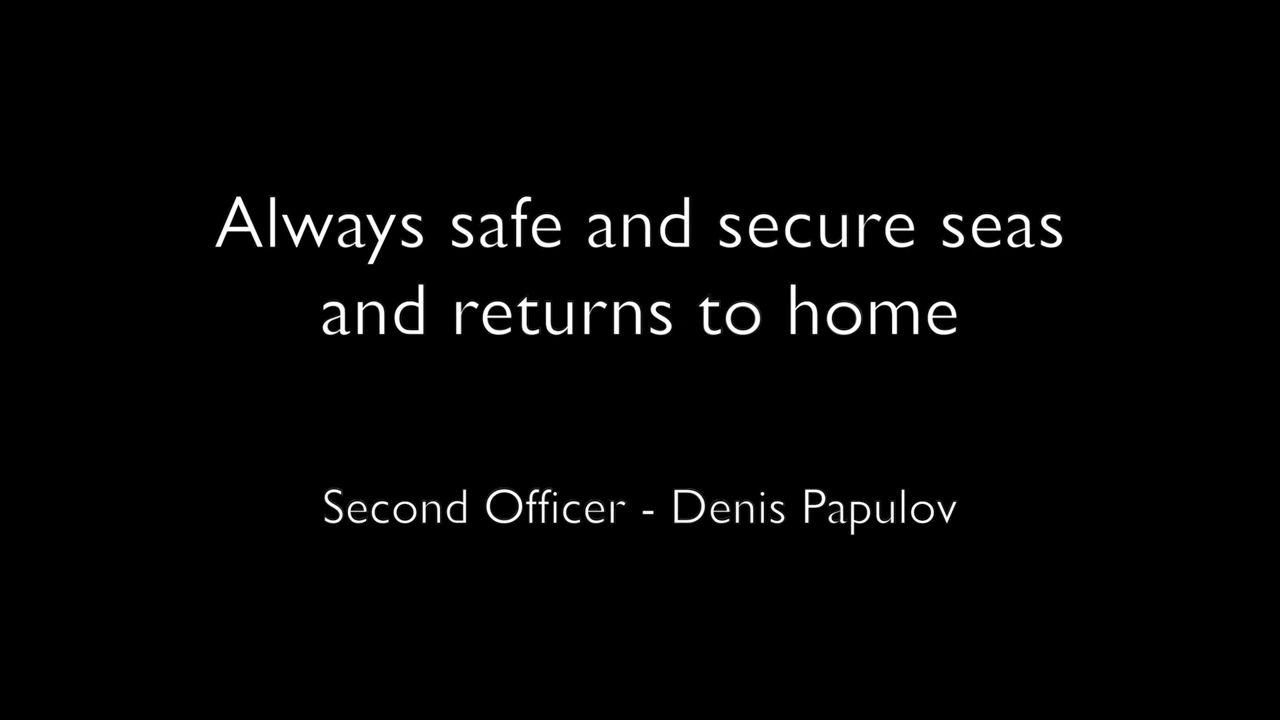 Always safe and secure seas
and returns to home
Second Officer - Denis Papulov